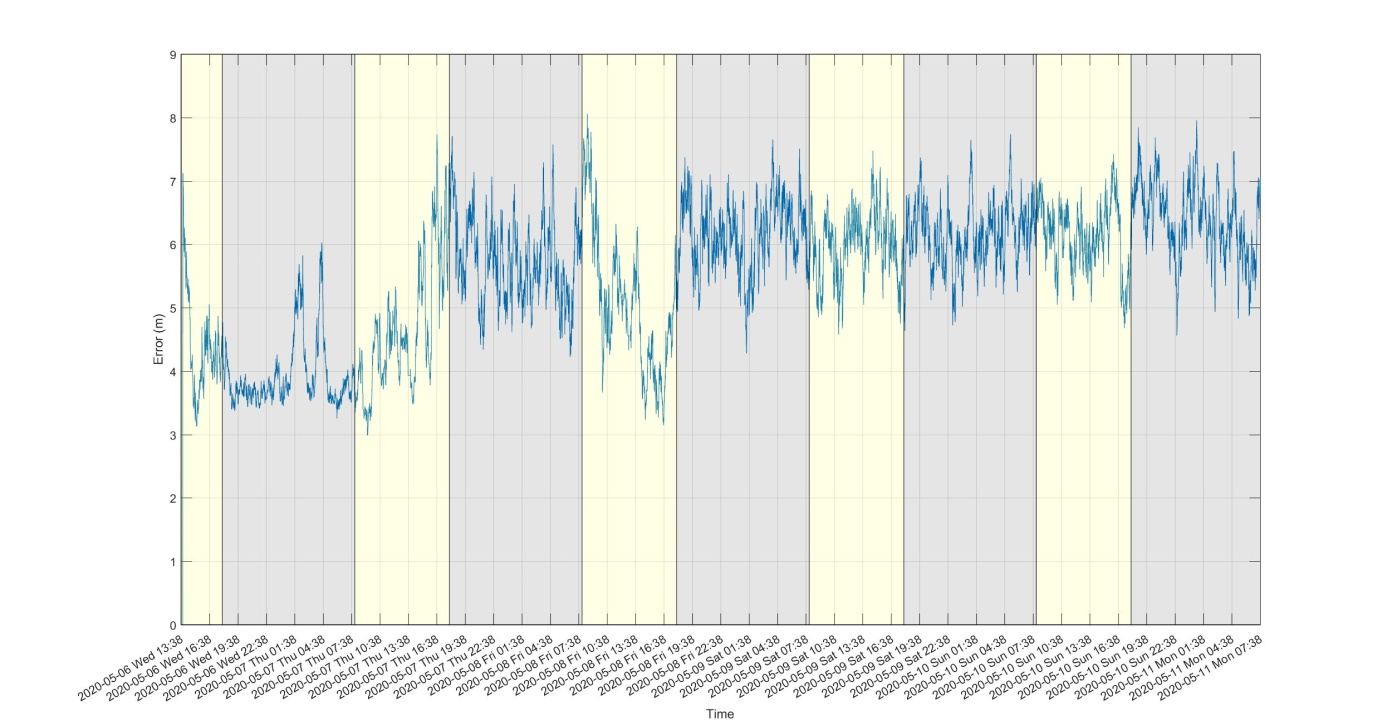 9
8
7
6
5
4
3
2
1
0
Error (m)
2020-05-06 Wed 13:38
2020-05-06 Wed 16:38
2020-05-06 Wed 19:38
2020-05-06 Wed 22:38
2020-05-07 Thu 01:38
2020-05-07 Thu 04:38
2020-05-07 Thu 07:38
2020-05-07 Thu 10:38
2020-05-07 Thu 13:38
2020-05-07 Thu 16:38
2020-05-07 Thu 19:38
2020-05-07 Thu 22:38
2020-05-08 Fri 01:38
2020-05-08 Fri 04:38
2020-05-08 Fri 07:38
2020-05-08 Fri 10:38
2020-05-08 Fri 13:38
2020-05-08 Fri 16:38
2020-05-08 Fri 19:38
2020-05-08 Fri 22:38
2020-05-09 Sat 01:38
2020-05-09 Sat 04:38
2020-05-09 Sat 07:38
2020-05-09 Sat 10:38
2020-05-09 Sat 13:38
2020-05-09 Sat 16:38
2020-05-09 Sat 19:38
2020-05-09 Sat 22:38
2020-05-10 Sun 01:38
2020-05-10 Sun 04:38
2020-05-10 Sun 07:38
2020-05-10 Sun 10:38
2020-05-10 Sun 13:38
2020-05-10 Sun 16:38
2020-05-10 Sun 19:38
2020-05-10 Sun 22:38
2020-05-11 Mon 01:38
2020-05-11 Mon 04:38
2020-05-11 Mon 07:38
Time